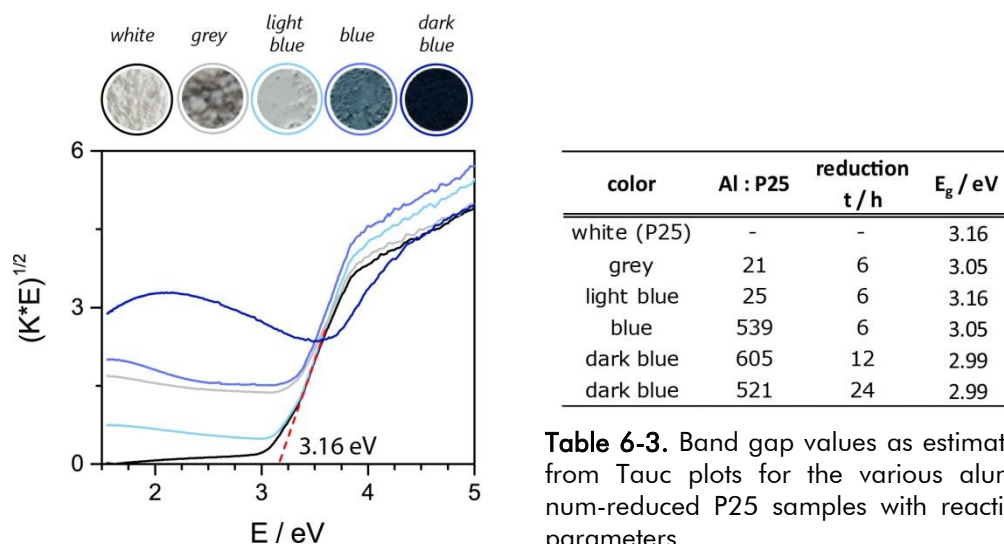 white grey light blue blue dark blue
6
3
0
(K*E)1/2
3.16 eV
2 3 4 5
E / eV
color Al : P25 reduction t / h Eg / eV
white (P25) - - 3.16
grey 21 6 3.05
light blue 25 6 3.16
blue 539 6 3.05
dark blue 605 12 2.99
dark blue 521 24 2.99
Table 6-3. Band gap values as estimat
from Tauc plots for the various alum
num-reduced P25 samples with reacti
parameters